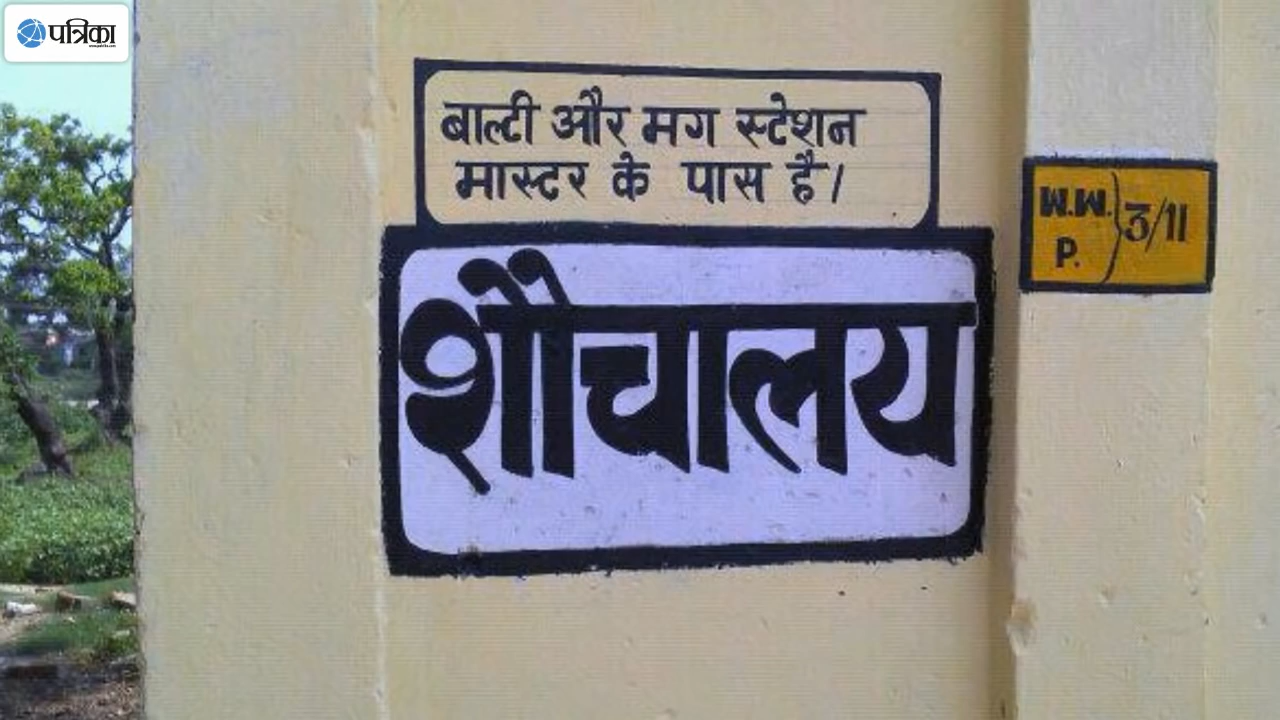 पत्रिका
बाल्टी और मग स्टेशन
मास्टर के पास है।
शौचालय
W.W. 3/11
P.